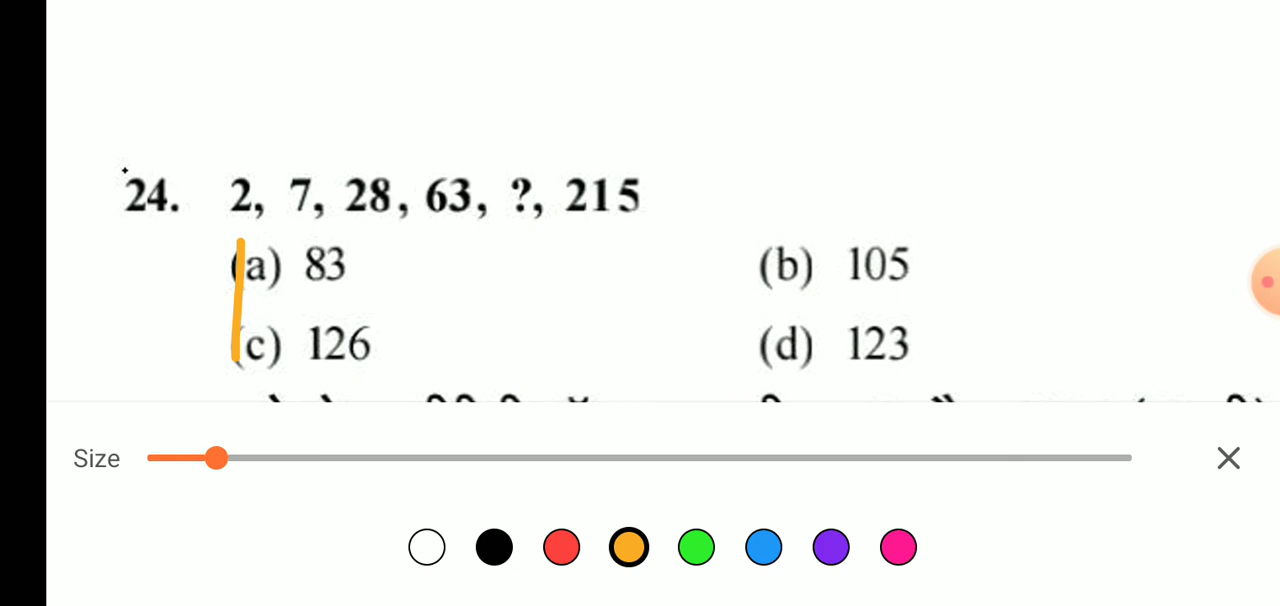 24. 2, 7, 28, 63, ?, 215
(a) 83 (b) 105
(c) 126 (d) 123
Size